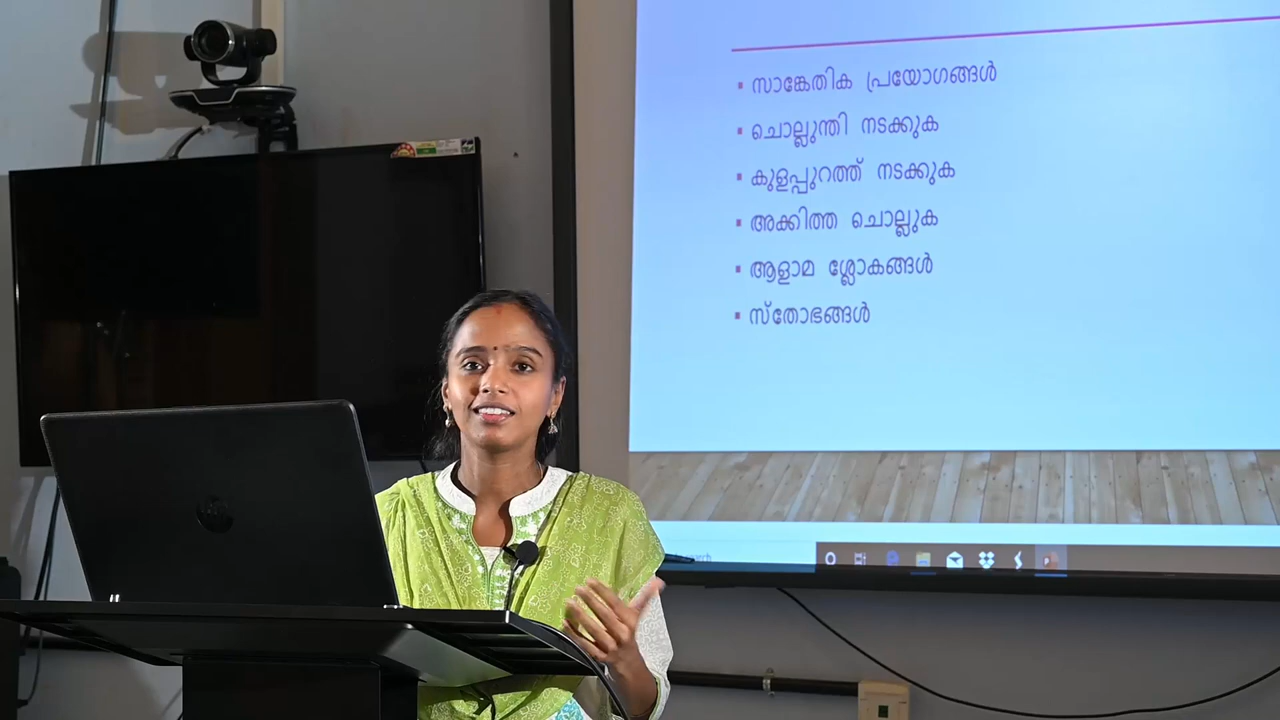 സാങ്കേതിക പ്രയോഗങ്ങൾ
ചൊല്ലുന്തി നടക്കുക
കുളപ്പുറത്ത് നടക്കുക
അക്കിത്ത ചൊല്ലുക
ആളാമ ശ്ലോകങ്ങൾ
സ്തോഭങ്ങൾ